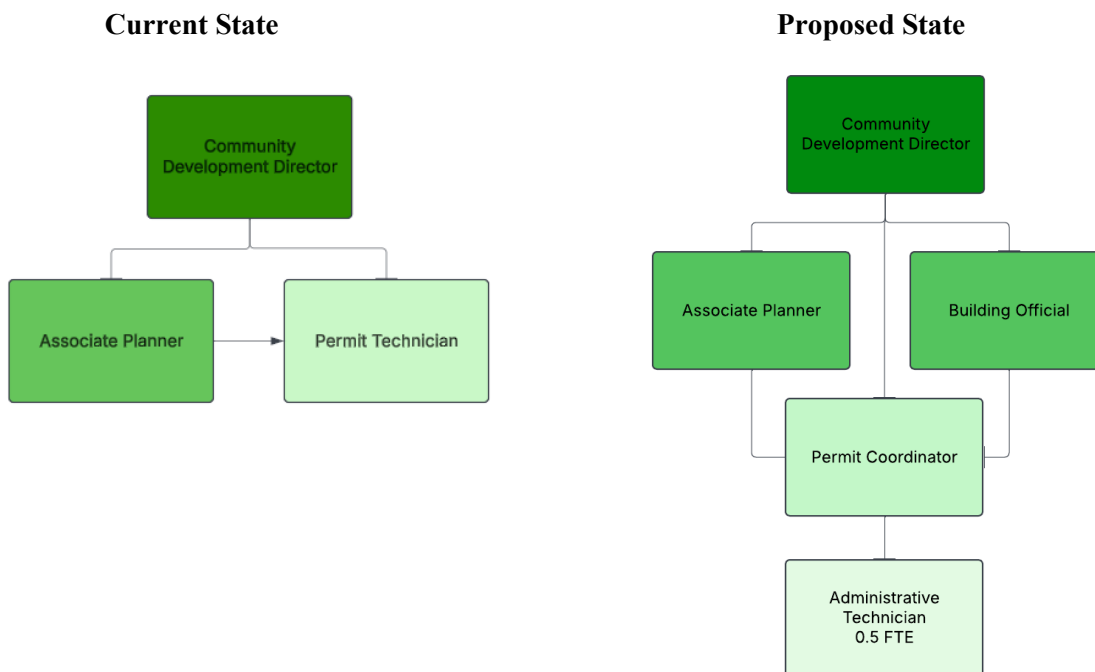 Current State
Community
Development Director
Associate Planner
Permit Technician
Proposed State
Community
Development Director
Associate Planner
Building Official
Permit Coordinator
Administrative
Technician
0.5 FTE